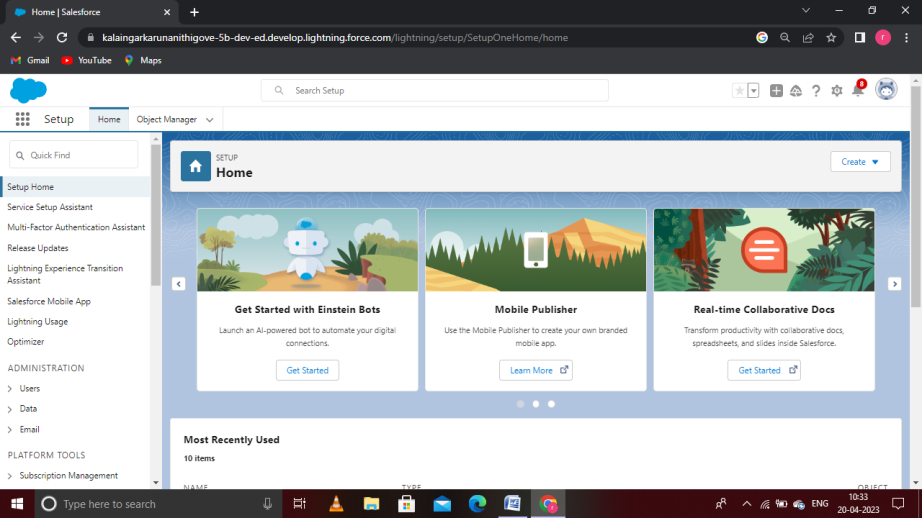 Home | Salesforce
kalaingarkarunanithigove-5b-dev-ed.develop.lightning.force.com/lightning/setup/SetupOneHome/home
r
Gmail YouTube Maps
Search Setup
8
Setup Home Object Manager
Quick Find
Setup Home
Service Setup Assistant
Multi-Factor Authentication Assistant
Release Updates
Lightning Experience Transition
Assistant
Salesforce Mobile App
Lightning Usage
Optimizer
ADMINISTRATION
Users
Data
Email
PLATFORM TOOLS
Subscription Management
SETUP
Home
Create
Get Started with Einstein Bots
Launch an AI-powered bot to automate your digital
connections.
Get Started
Mobile Publisher
Use the Mobile Publisher to create your own branded
mobile app.
Learn More
Real-time Collaborative Docs
Transform productivity with collaborative docs,
spreadsheets, and slides inside Salesforce.
Get Started
Most Recently Used
10 items
NAME TYPE OBJECT
Type here to search
ENG
10:33
20-04-2023